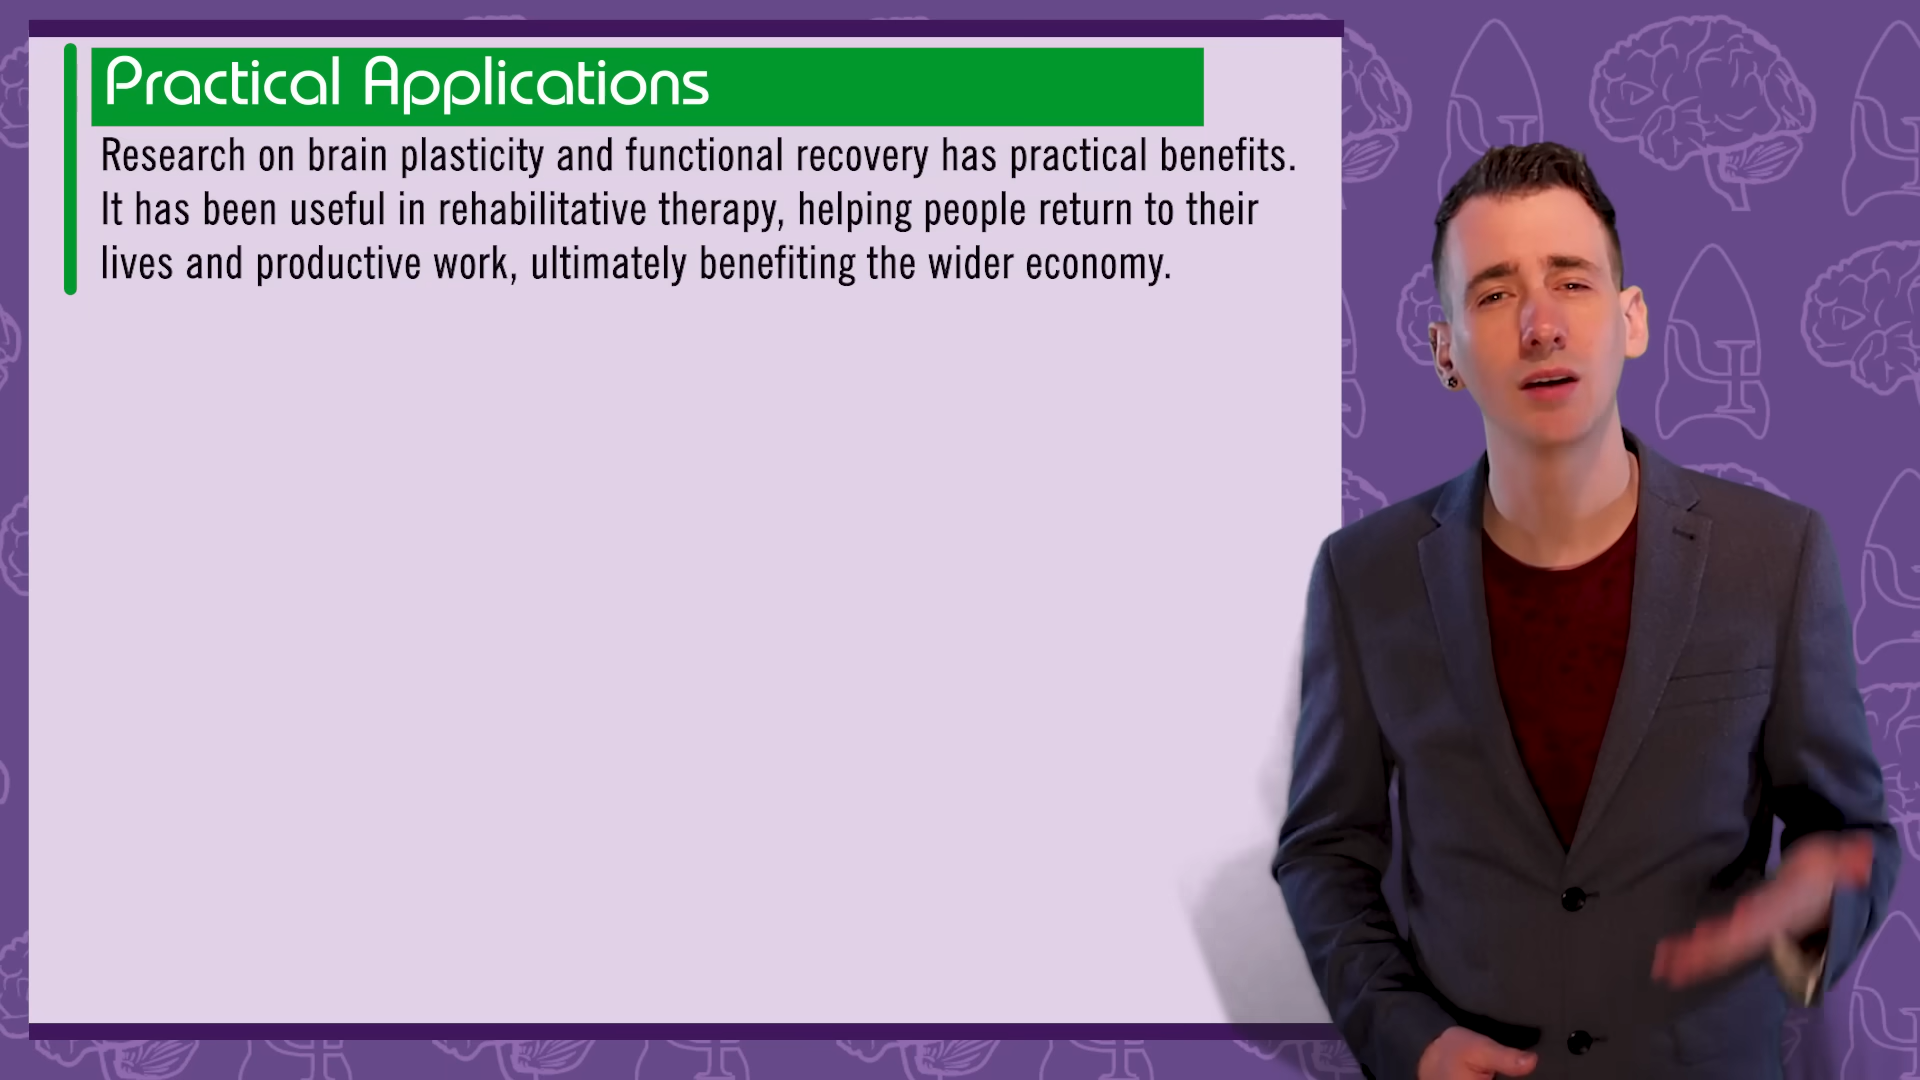 Practical Applications
Research on brain plasticity and functional recovery has practical benefits.
It has been useful in rehabilitative therapy, helping people return to their
lives and productive work, ultimately benefiting the wider economy.